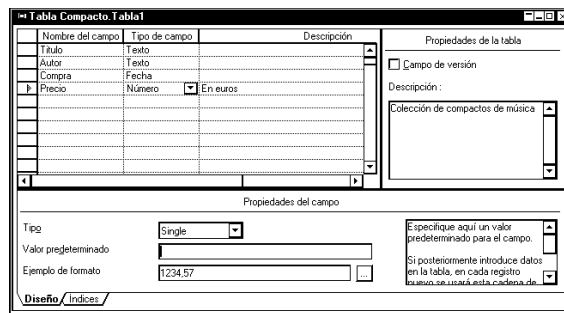 Tabla Compacto.Tabla1
Nombre del campo Tipo de campo Descripción
Título Texto
Autor Texto
Compra Fecha
Precio Número En euros
Propiedades de la tabla
Campo de versión
Descripción :
Colección de compactos de música
Propiedades del campo
Tipo Single
Valor predeterminado
Ejemplo de formato 1234,57 ...
Especifique aquí un valor
predeterminado para el campo.
Si posteriormente introduce datos
en la tabla, en cada registro
nuevo se usará esta cadena de
Diseño Índices